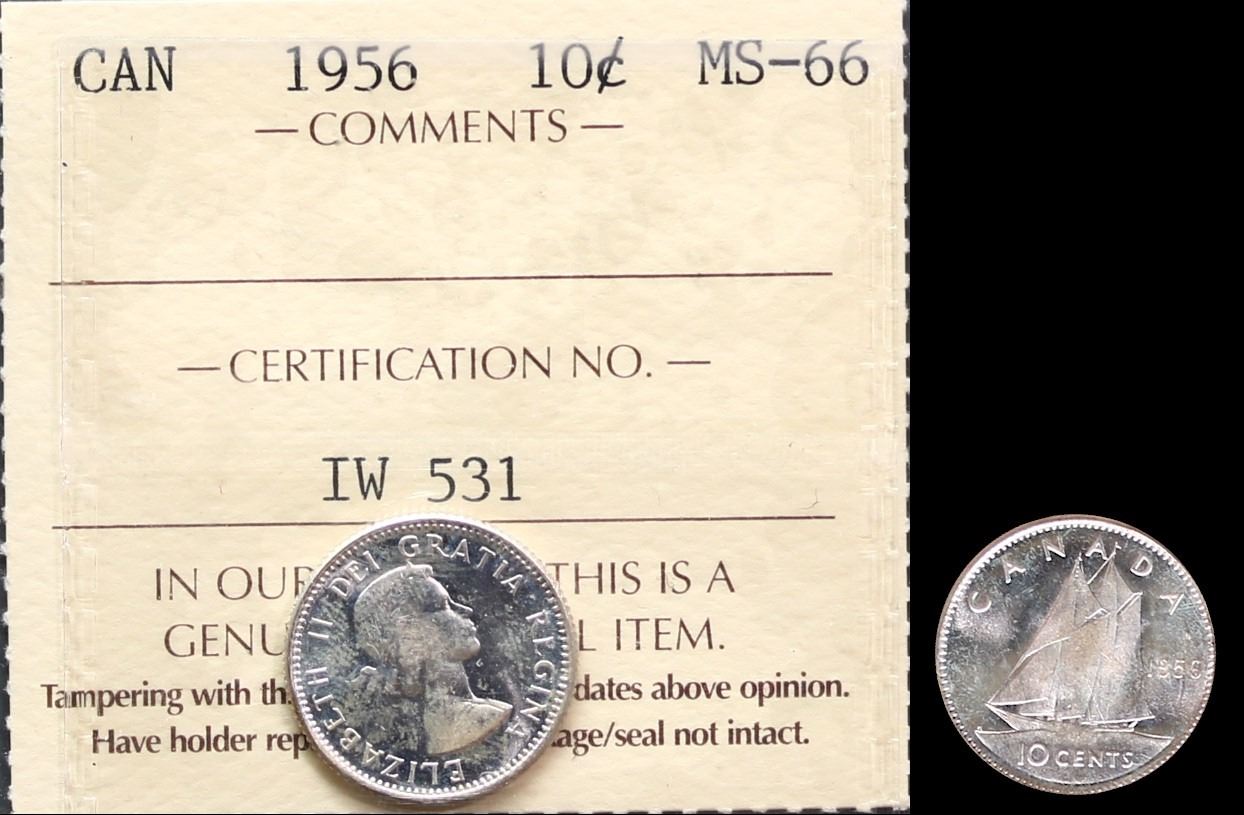 CAN 1956 10¢ MS-66
— COMMENTS —
— CERTIFICATION NO. —
IW 531
IN OUR THIS IS A
GENU L ITEM.
Tampering with th dates above opinion.
Have holder rep age/seal not intact.
ELIZABETH II DEI GRATIA REGINA
CANADA
1956
10 CENTS